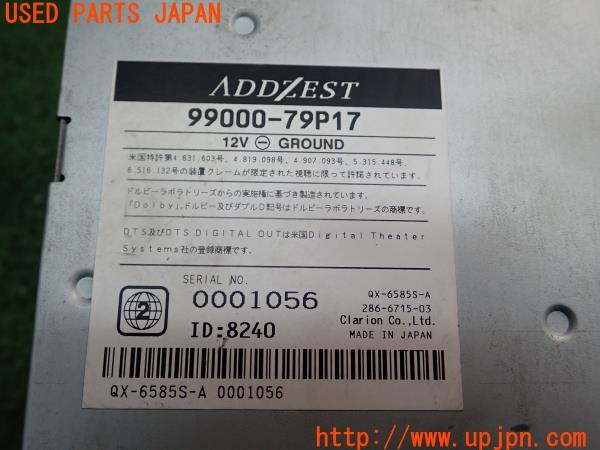 USED PARTS JAPAN
ADDZEST
99000-79P17
12V ⊖ GROUND
米国特許第4.631.603号、4.819.098号、4.907.093号、5.315.448号、
6.516.132号の装置クレームが限定された視聴に限って許諾されています。
ドルビーラボラトリーズからの実施権に基づき製造されています。
「Dolby」、ドルビー及びダブルD記号はドルビーラボラトリーズの商標です。
DTS及びDTS DIGITAL OUTは米国Digital Theater
Systems社の登録商標です。
SERIAL NO.
0001056
2
ID:8240
QX-6585S-A
286-6715-03
Clarion Co.,Ltd.
MADE IN JAPAN
QX-6585S-A 0001056
http://www.upjpn.com/